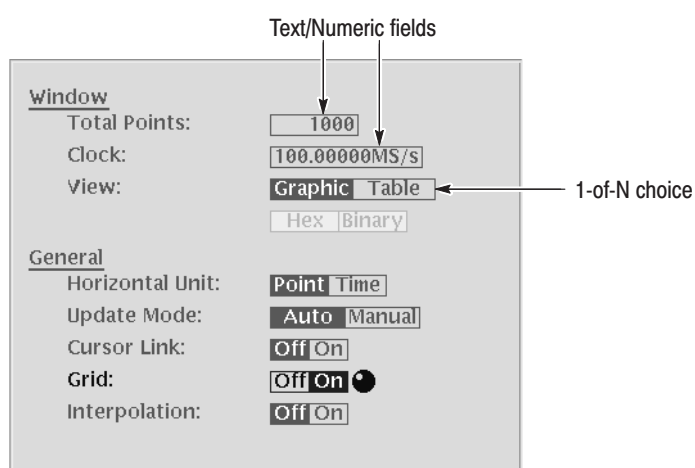 Text/Numeric fields
Window
Total Points: 1000
Clock: 100.00000MS/s
View: Graphic Table
1-of-N choice
Hex Binary
General
Horizontal Unit: Point Time
Update Mode: Auto Manual
Cursor Link: Off On
Grid: Off On
Interpolation: Off On